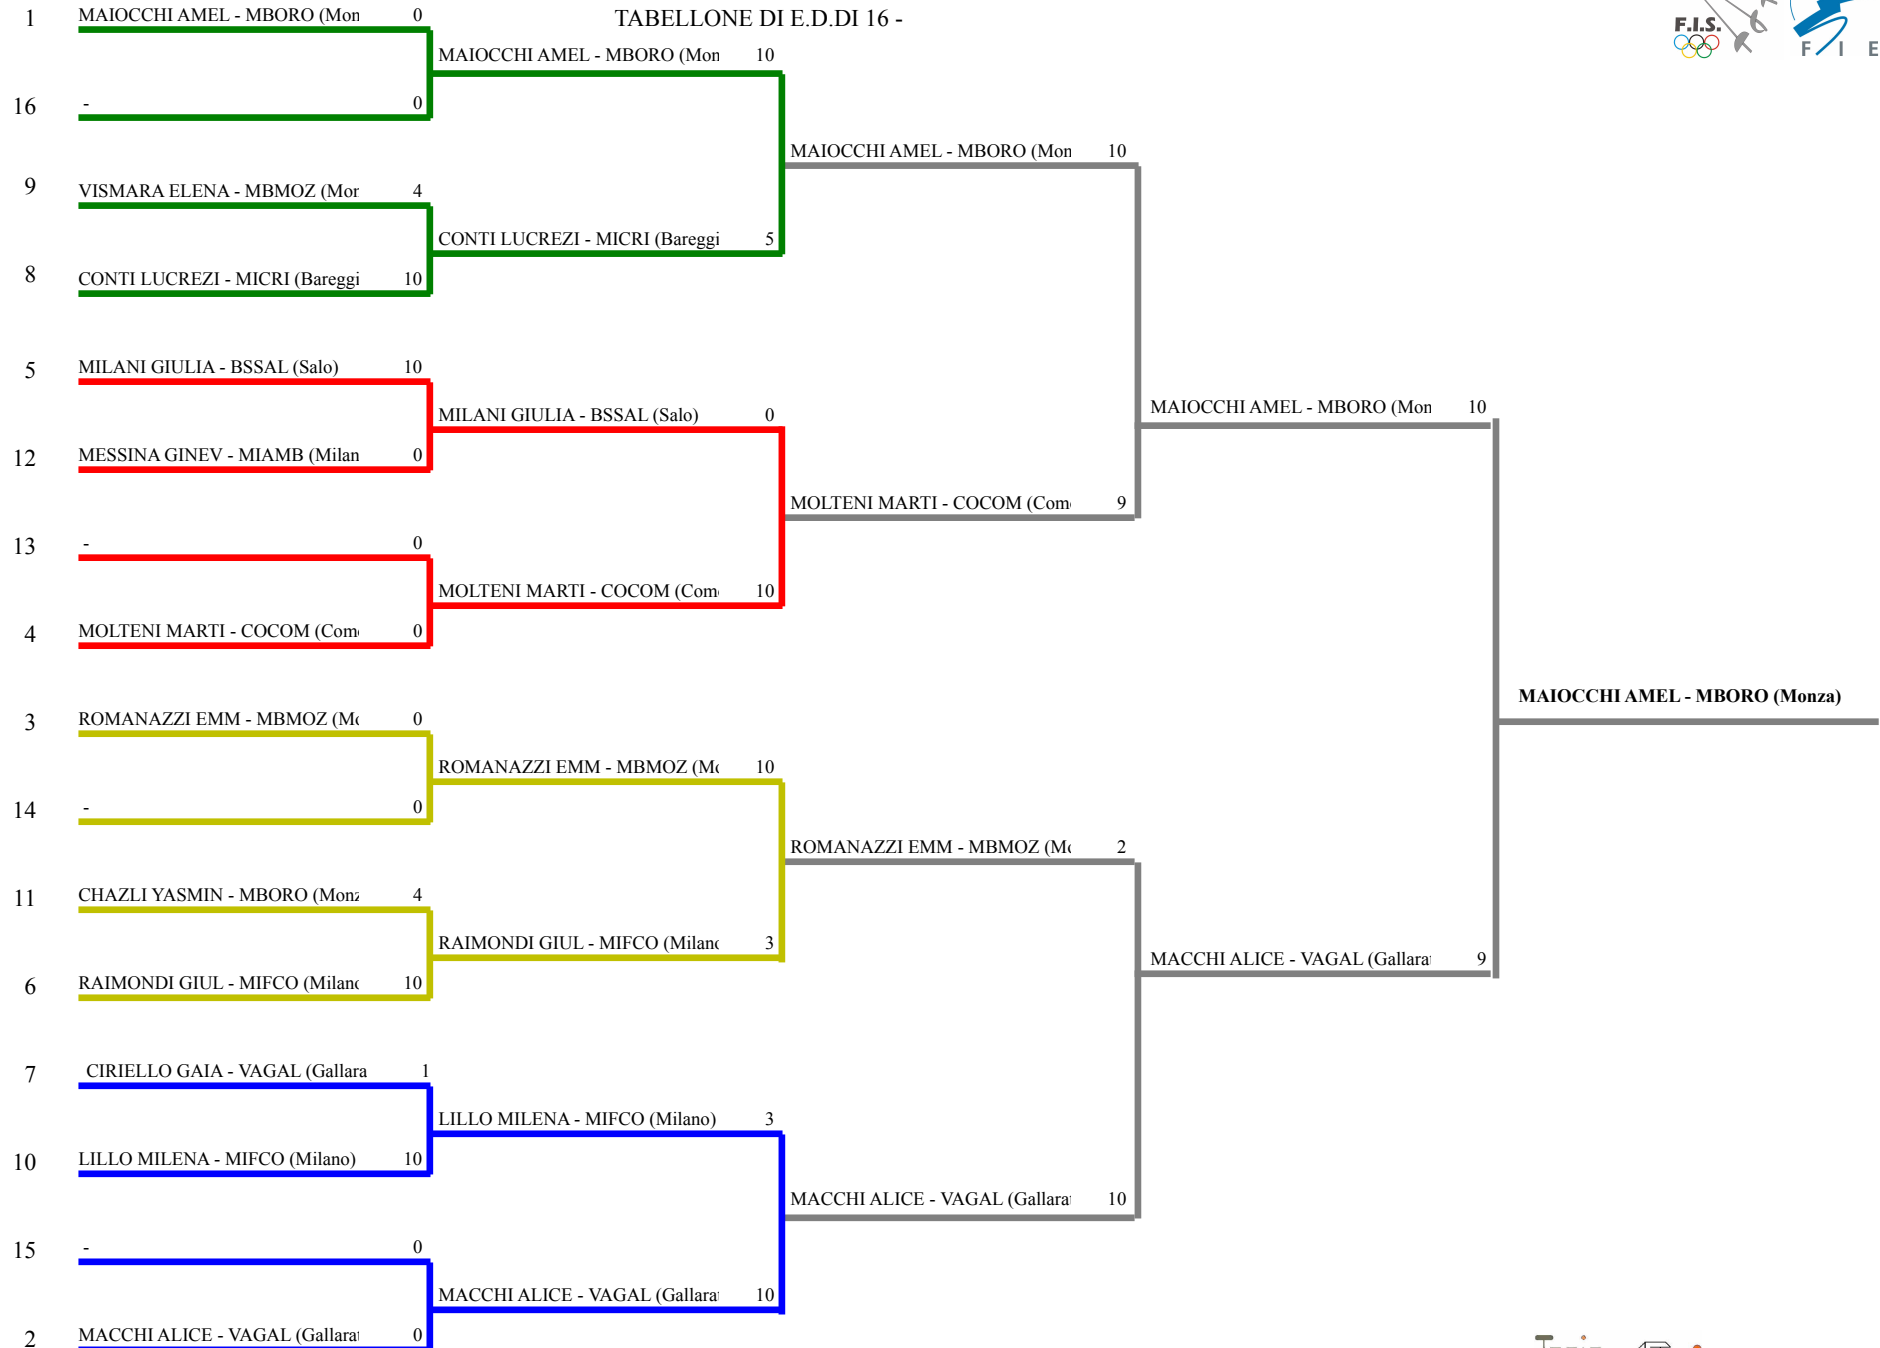 TABELLONE DI E.D.DI 16 -
F.I.S.
F I E
1 MAIOCCHI AMEL - MBORO (Mon 0
MAIOCCHI AMEL - MBORO (Mon 10
16 - 0
MAIOCCHI AMEL - MBORO (Mon 10
9 VISMARA ELENA - MBMOZ (Mor 4
CONTI LUCREZI - MICRI (Bareggi 5
8 CONTI LUCREZI - MICRI (Bareggi 10
5 MILANI GIULIA - BSSAL (Salo) 10
MAIOCCHI AMEL - MBORO (Mon 10
MILANI GIULIA - BSSAL (Salo) 0
12 MESSINA GINEV - MIAMB (Milan 0
MOLTENI MARTI - COCOM (Com 9
13 - 0
MOLTENI MARTI - COCOM (Com 10
4 MOLTENI MARTI - COCOM (Com 0
MAIOCCHI AMEL - MBORO (Monza)
3 ROMANAZZI EMM - MBMOZ (Mo 0
ROMANAZZI EMM - MBMOZ (Mo 10
14 - 0
ROMANAZZI EMM - MBMOZ (Mo 2
11 CHAZLI YASMIN - MBORO (Monz 4
RAIMONDI GIUL - MIFCO (Milano 3
MACCHI ALICE - VAGAL (Gallara 9
6 RAIMONDI GIUL - MIFCO (Milano 10
7 CIRIELLO GAIA - VAGAL (Gallara 1
LILLO MILENA - MIFCO (Milano) 3
10 LILLO MILENA - MIFCO (Milano) 10
MACCHI ALICE - VAGAL (Gallara 10
15 - 0
MACCHI ALICE - VAGAL (Gallara 10
2 MACCHI ALICE - VAGAL (Gallara 0